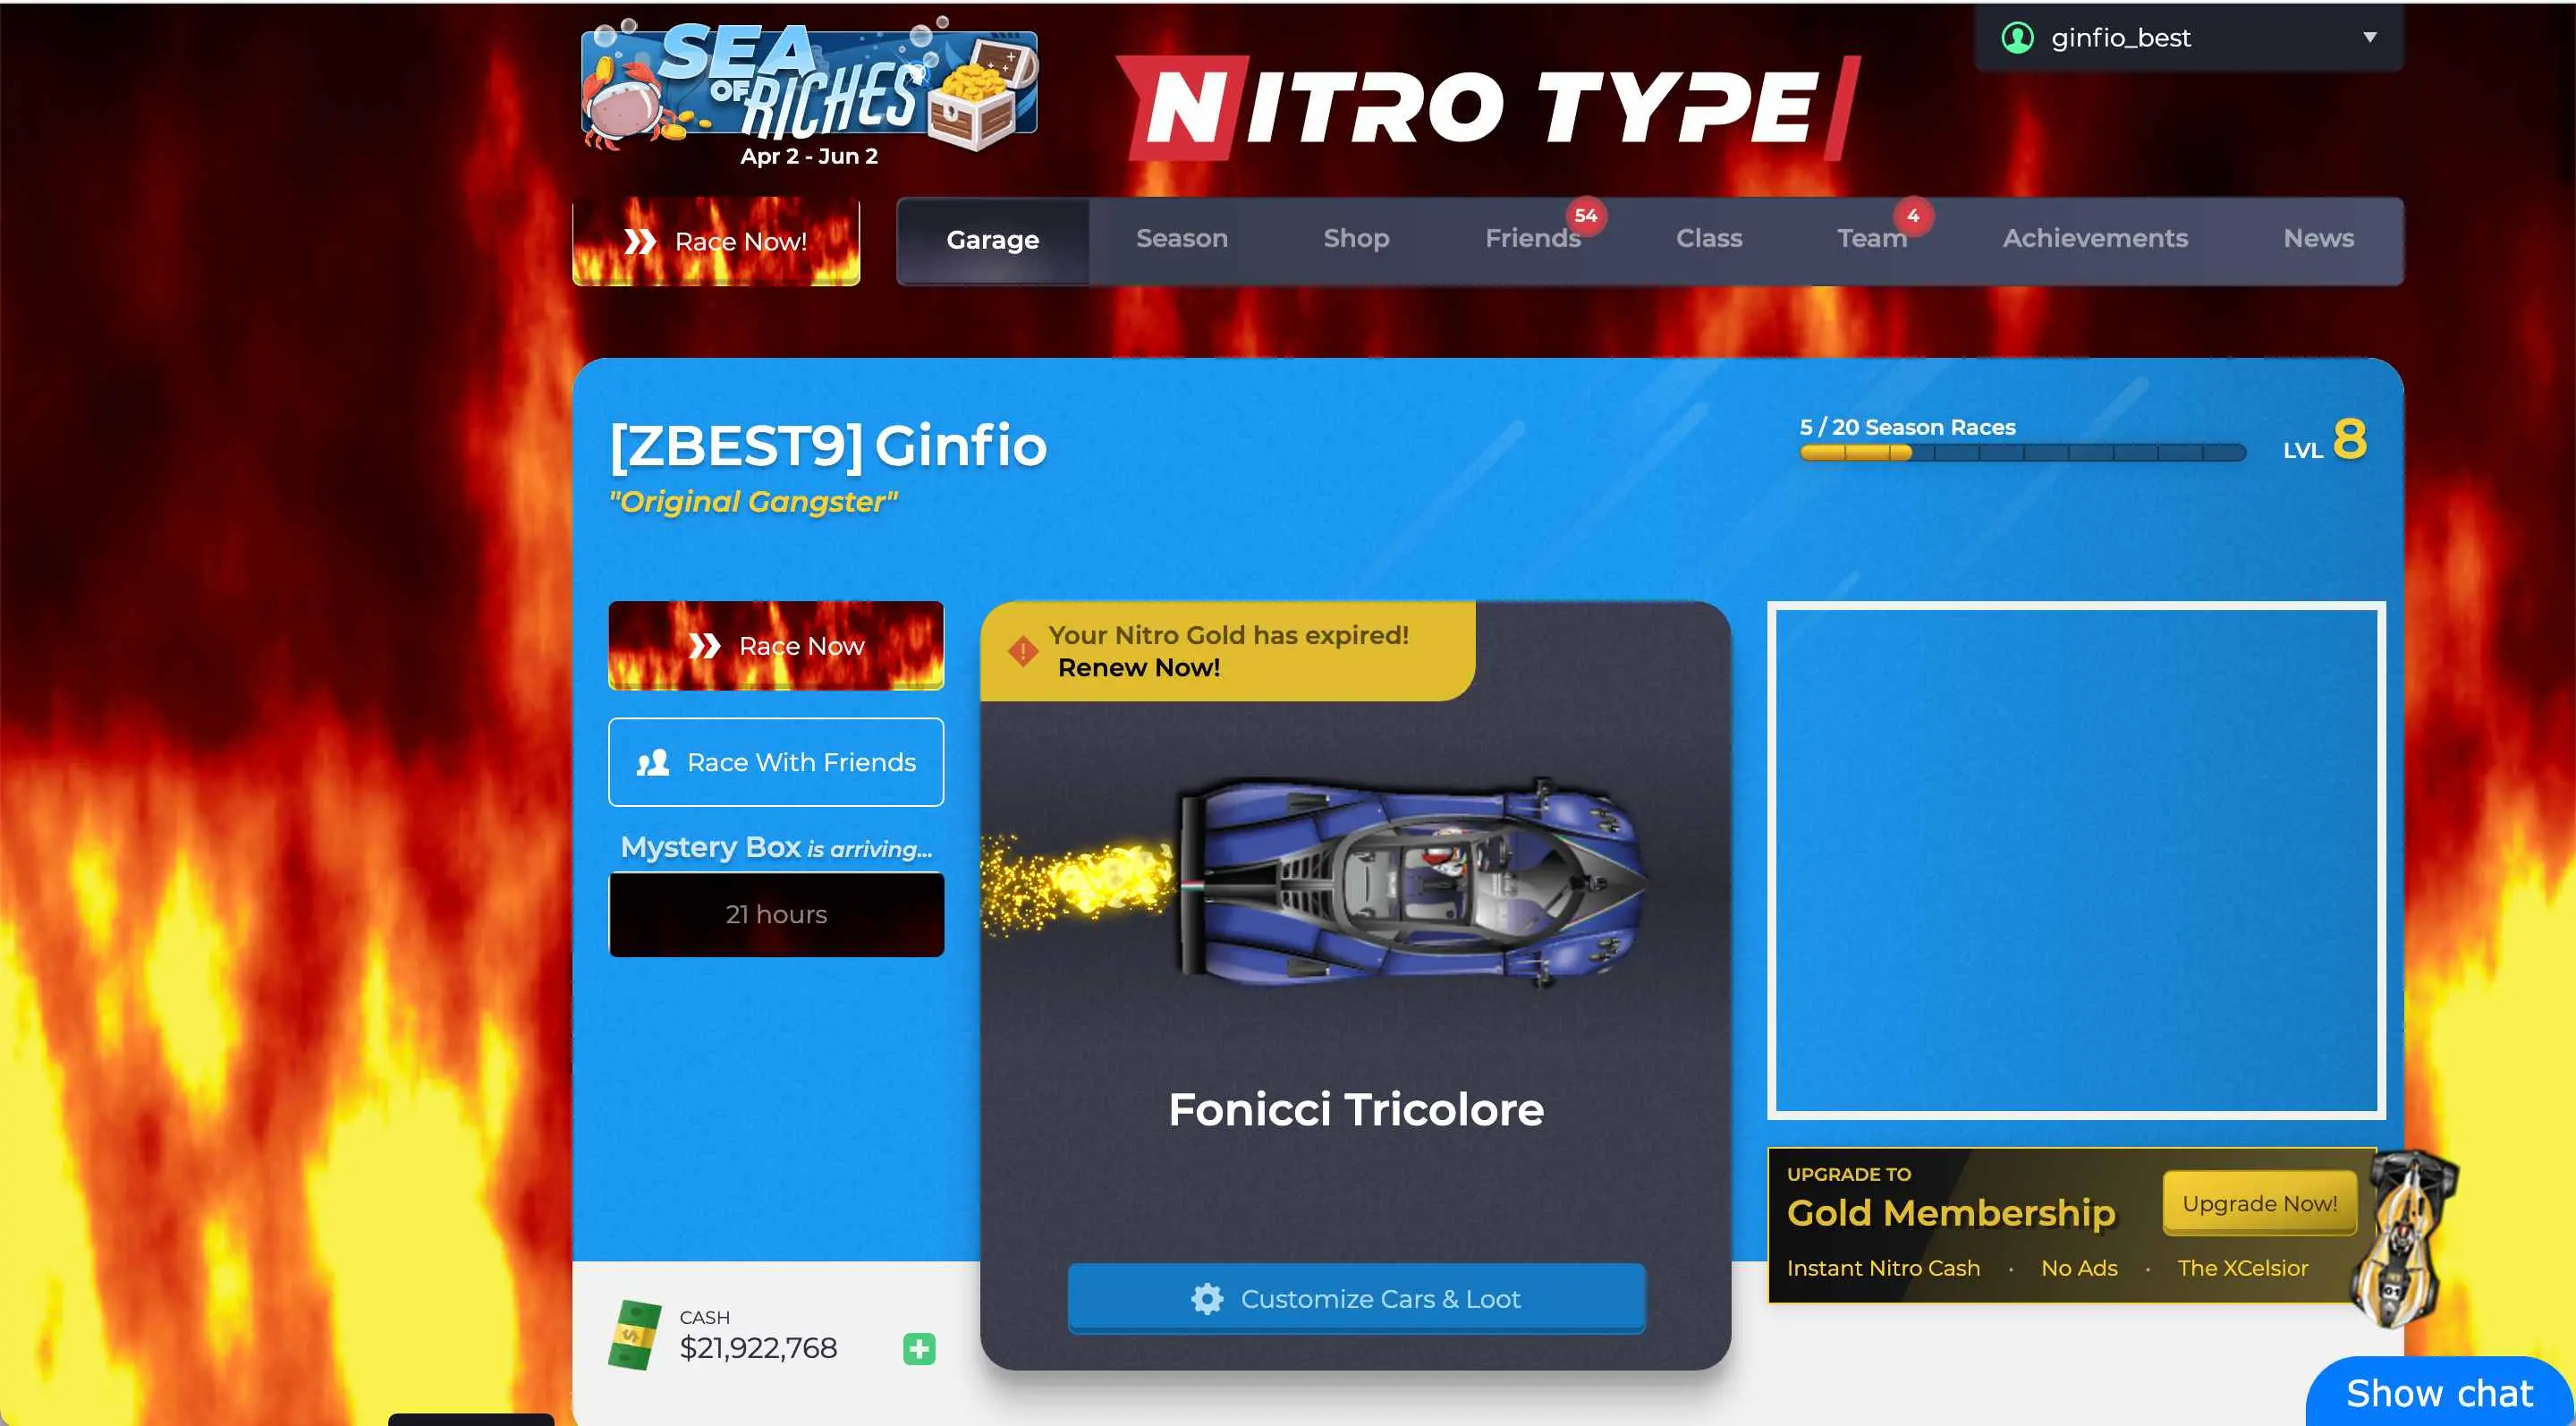 SEA
OF RICHES
Apr 2 - Jun 2
NITRO TYPE
ginfio_best
Race Now!
Garage
Season
Shop
Friends
54
Class
Team
4
Achievements
News
[ZBEST9] Ginfio
"Original Gangster"
5 / 20 Season Races
LVL 8
Race Now
Race With Friends
Mystery Box is arriving...
21 hours
Your Nitro Gold has expired!
Renew Now!
Fonicci Tricolore
Customize Cars & Loot
UPGRADE TO
Gold Membership
Upgrade Now!
Instant Nitro Cash · No Ads · The XCelsior
CASH
$21,922,768
Show chat